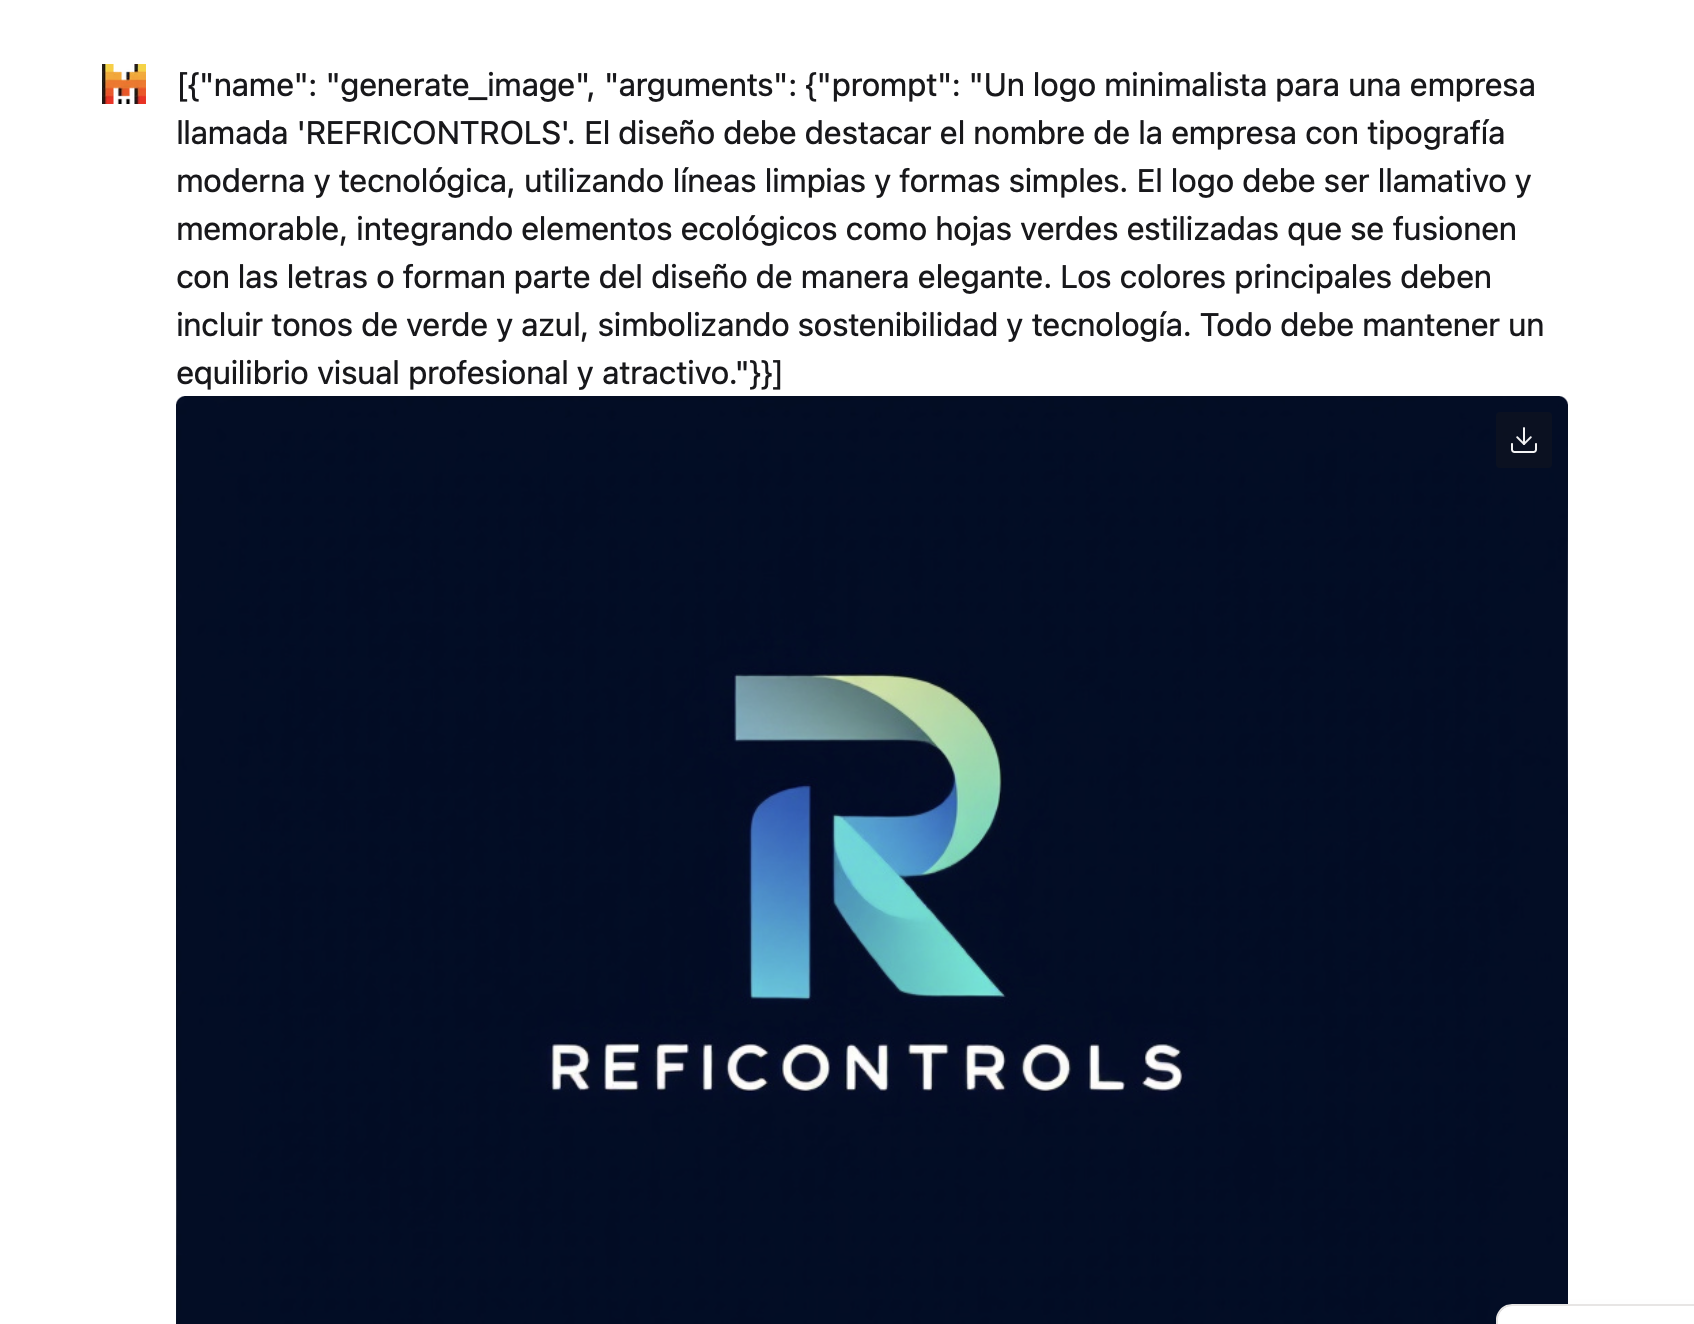 [{"name": "generate_image", "arguments": {"prompt": "Un logo minimalista para una empresa
llamada 'REFRICONTROLS'. El diseño debe destacar el nombre de la empresa con tipografía
moderna y tecnológica, utilizando líneas limpias y formas simples. El logo debe ser llamativo y
memorable, integrando elementos ecológicos como hojas verdes estilizadas que se fusionen
con las letras o forman parte del diseño de manera elegante. Los colores principales deben
incluir tonos de verde y azul, simbolizando sostenibilidad y tecnología. Todo debe mantener un
equilibrio visual profesional y atractivo."}}]
R
REFICONTROLS